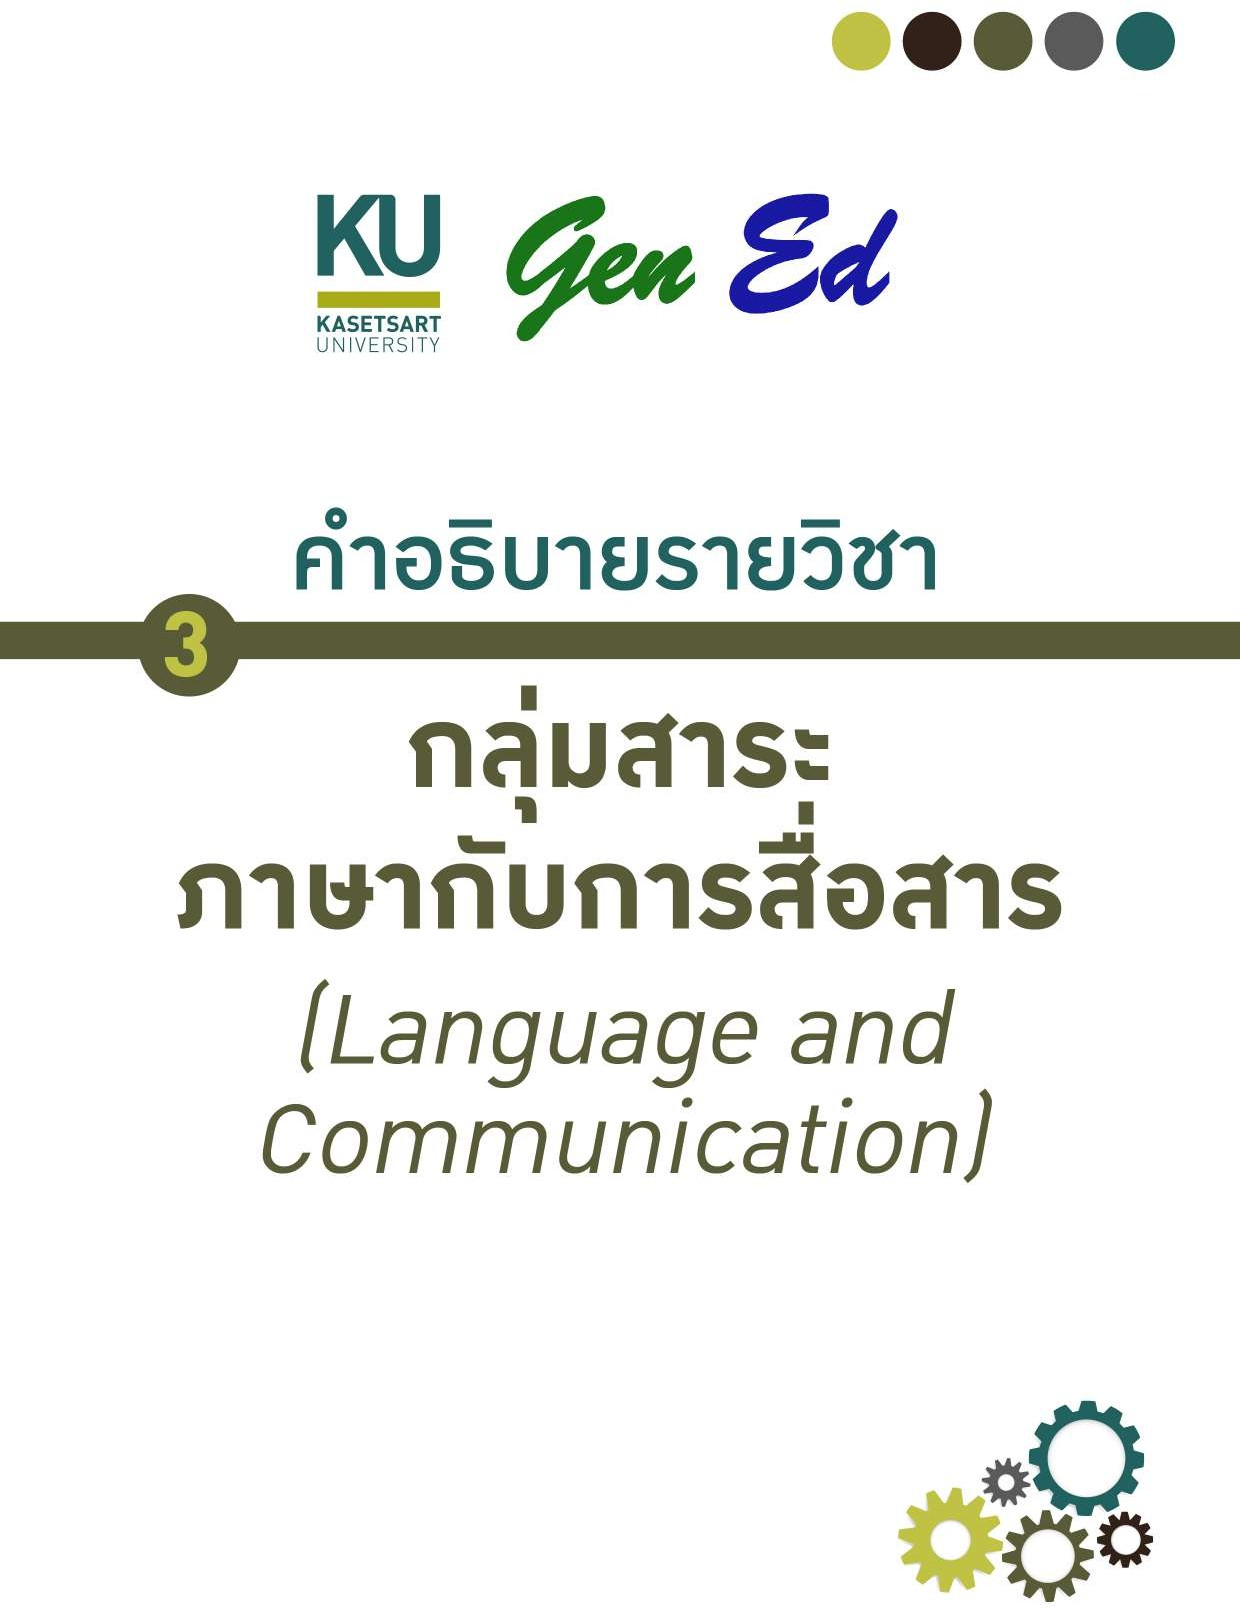 KU
KASETSART
UNIVERSITY
Gen Ed
คำอธิบายรายวิชา
3
กลุ่มสาระ
ภาษากับการสื่อสาร
(Language and
Communication)